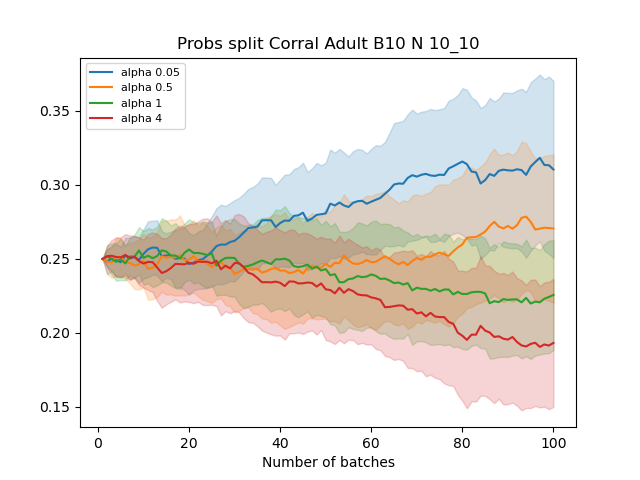 Probs split Corral Adult B10 N 10_10
alpha 0.05
alpha 0.5
alpha 1
alpha 4
0.35
0.30
0.25
0.20
0.15
0 20 40 60 80 100
Number of batches